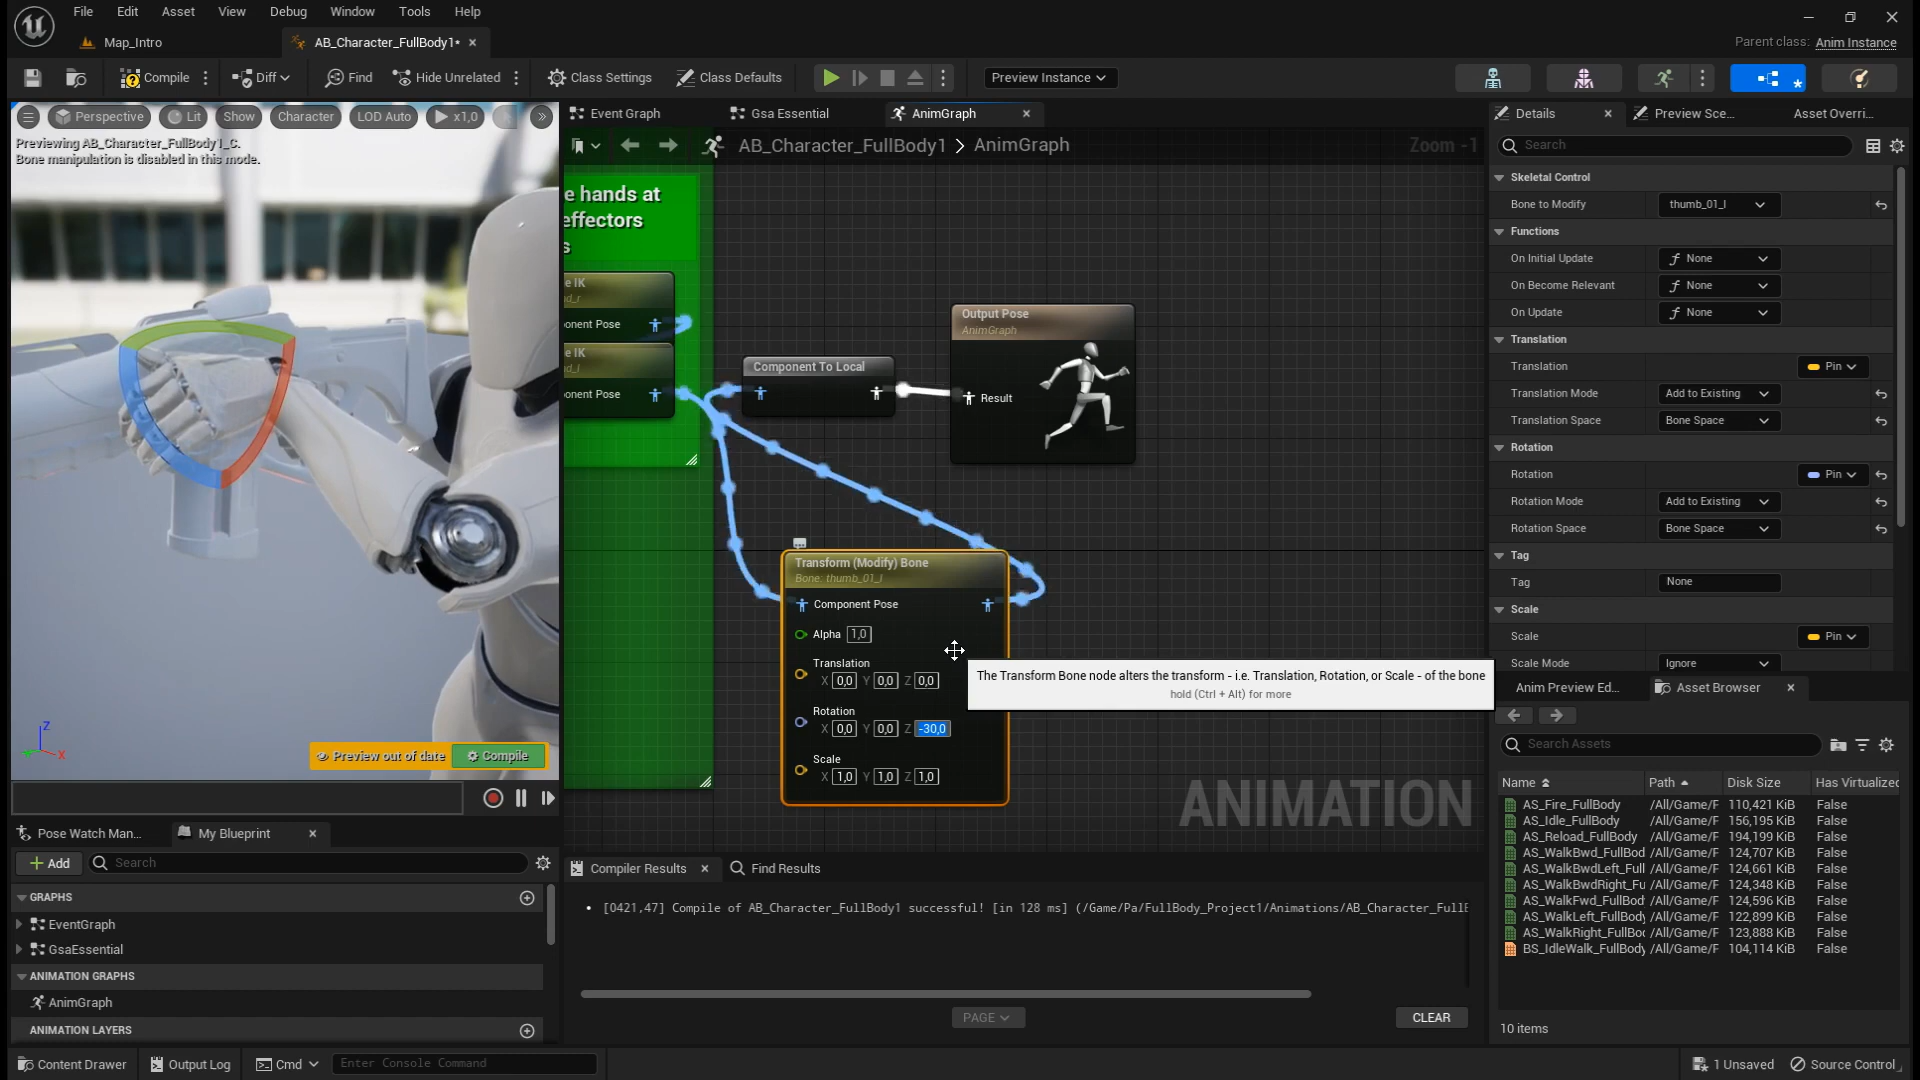 File Edit Asset View Debug Window Tools Help
Map_Intro
AB_Character_FullBody1*
Parent class: Anim Instance
Compile
Diff
Find
Hide Unrelated
Class Settings
Class Defaults
Preview Instance
Perspective
Lit
Show
Character
LOD Auto
x1,0
Previewing AB_Character_FullBody1_C.
Bone manipulation is disabled in this mode.
Z
X
Preview out of date
Compile
Event Graph
Gsa Essential
AnimGraph
AB_Character_FullBody1 > AnimGraph
Zoom -1
e hands at
effectors
s
e IK
nd_r
onent Pose
e IK
nd_l
onent Pose
Component To Local
Output Pose
AnimGraph
Result
Transform (Modify) Bone
Bone: thumb_01_l
Component Pose
Alpha 1,0
Translation
X 0,0 Y 0,0 Z 0,0
Rotation
X 0,0 Y 0,0 Z -30,0
Scale
X 1,0 Y 1,0 Z 1,0
The Transform Bone node alters the transform - i.e. Translation, Rotation, or Scale - of the bone
hold (Ctrl + Alt) for more
ANIMATION
Details
Preview Sce...
Asset Overri...
Search
Skeletal Control
Bone to Modify thumb_01_l
Functions
On Initial Update None
On Become Relevant None
On Update None
Translation
Translation Pin
Translation Mode Add to Existing
Translation Space Bone Space
Rotation
Rotation Pin
Rotation Mode Add to Existing
Rotation Space Bone Space
Tag
Tag None
Scale
Scale Pin
Scale Mode Ignore
Anim Preview Ed...
Asset Browser
Search Assets
Name Path Disk Size Has Virtualized
AS_Fire_FullBody /All/Game/F 110,421 KiB False
AS_Idle_FullBody /All/Game/F 156,195 KiB False
AS_Reload_FullBody /All/Game/F 194,199 KiB False
AS_WalkBwd_FullBod /All/Game/F 124,707 KiB False
AS_WalkBwdLeft_Full /All/Game/F 124,661 KiB False
AS_WalkBwdRight_Fu /All/Game/F 124,348 KiB False
AS_WalkFwd_FullBod /All/Game/F 124,596 KiB False
AS_WalkLeft_FullBody /All/Game/F 122,899 KiB False
AS_WalkRight_FullBo /All/Game/F 123,888 KiB False
BS_IdleWalk_FullBody /All/Game/F 104,114 KiB False
10 items
Pose Watch Man...
My Blueprint
Add
Search
GRAPHS
EventGraph
GsaEssential
ANIMATION GRAPHS
AnimGraph
ANIMATION LAYERS
Compiler Results
Find Results
• [0421,47] Compile of AB_Character_FullBody1 successful! [in 128 ms] (/Game/Pa/FullBody_Project1/Animations/AB_Character_FullB
PAGE
CLEAR
Content Drawer
Output Log
Cmd
Enter Console Command
1 Unsaved
Source Control